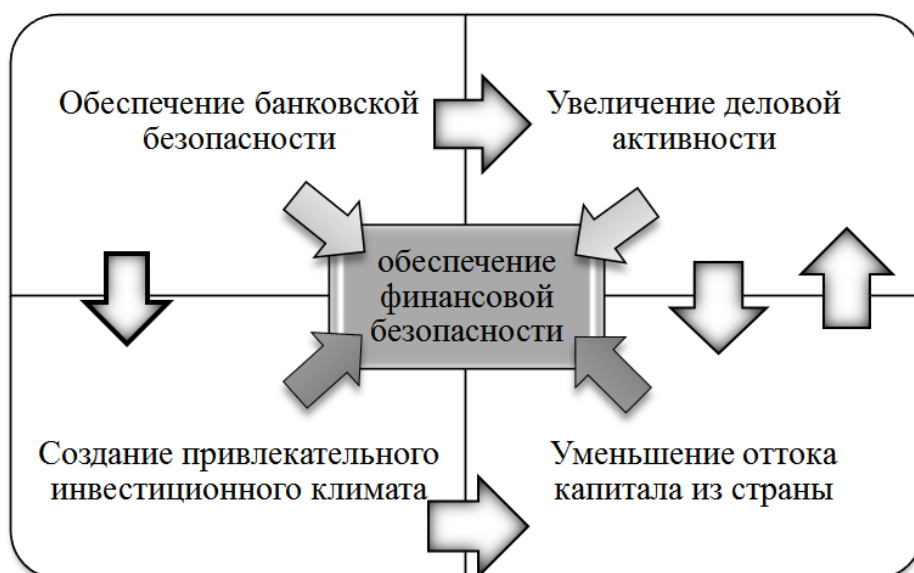 Обеспечение банковской
безопасности
Увеличение деловой
активности
обеспечение
финансовой
безопасности
Создание привлекательного
инвестиционного климата
Уменьшение оттока
капитала из страны